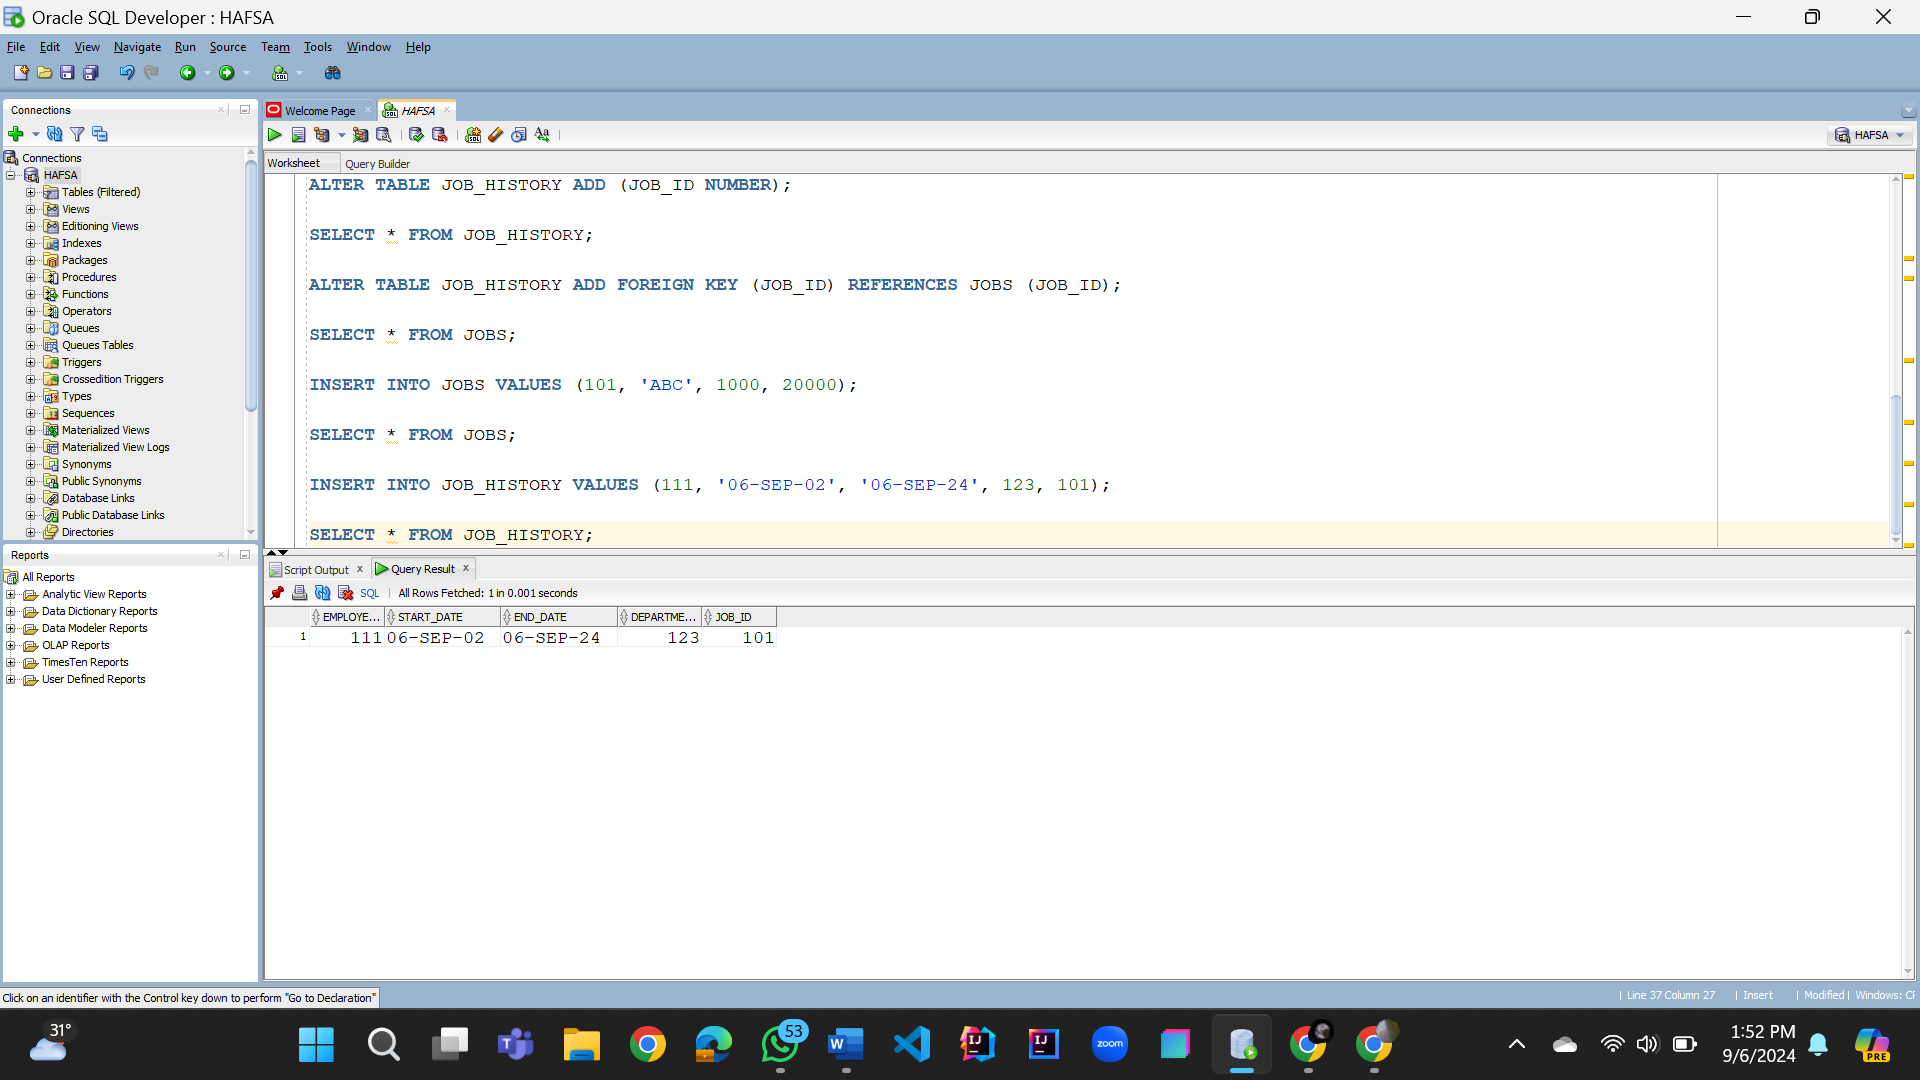 Oracle SQL Developer : HAFSA
File Edit View Navigate Run Source Team Tools Window Help
Connections
Welcome Page
HAFSA
HAFSA
Worksheet
Query Builder
Connections
HAFSA
Tables (Filtered)
Views
Editioning Views
Indexes
Packages
Procedures
Functions
Operators
Queues
Queues Tables
Triggers
Crossedition Triggers
Types
Sequences
Materialized Views
Materialized View Logs
Synonyms
Public Synonyms
Database Links
Public Database Links
Directories
ALTER TABLE JOB_HISTORY ADD (JOB_ID NUMBER);
SELECT * FROM JOB_HISTORY;
ALTER TABLE JOB_HISTORY ADD FOREIGN KEY (JOB_ID) REFERENCES JOBS (JOB_ID);
SELECT * FROM JOBS;
INSERT INTO JOBS VALUES (101, 'ABC', 1000, 20000);
SELECT * FROM JOBS;
INSERT INTO JOB_HISTORY VALUES (111, '06-SEP-02', '06-SEP-24', 123, 101);
SELECT * FROM JOB_HISTORY;
Reports
All Reports
Analytic View Reports
Data Dictionary Reports
Data Modeler Reports
OLAP Reports
TimesTen Reports
User Defined Reports
Script Output
Query Result
SQL
All Rows Fetched: 1 in 0.001 seconds
EMPLOYE... START_DATE END_DATE DEPARTME... JOB_ID
1 111 06-SEP-02 06-SEP-24 123 101
Click on an identifier with the Control key down to perform "Go to Declaration"
Line 37 Column 27
Insert
Modified
Windows: CF
31°
53
zoom
1:52 PM
9/6/2024
PRE